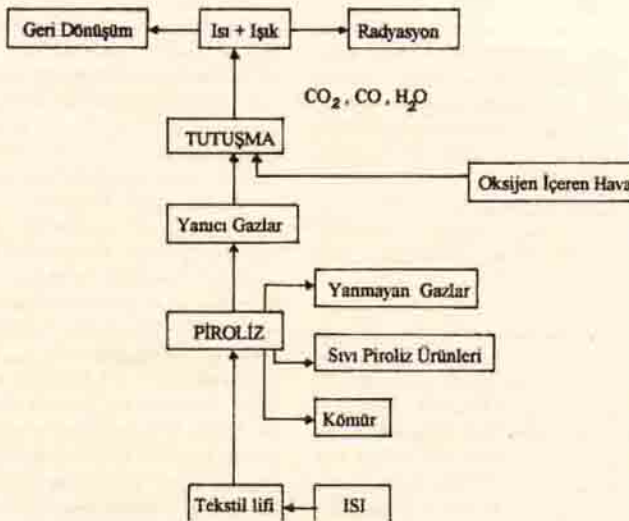 Geri Dönüşüm
Isı + Işık
Radyasyon
CO₂, CO, H₂O
TUTUŞMA
Oksijen İçeren Hava
Yanıcı Gazlar
Yanmayan Gazlar
PİROLİZ
Sıvı Piroliz Ürünleri
Kömür
Tekstil lifi
ISI